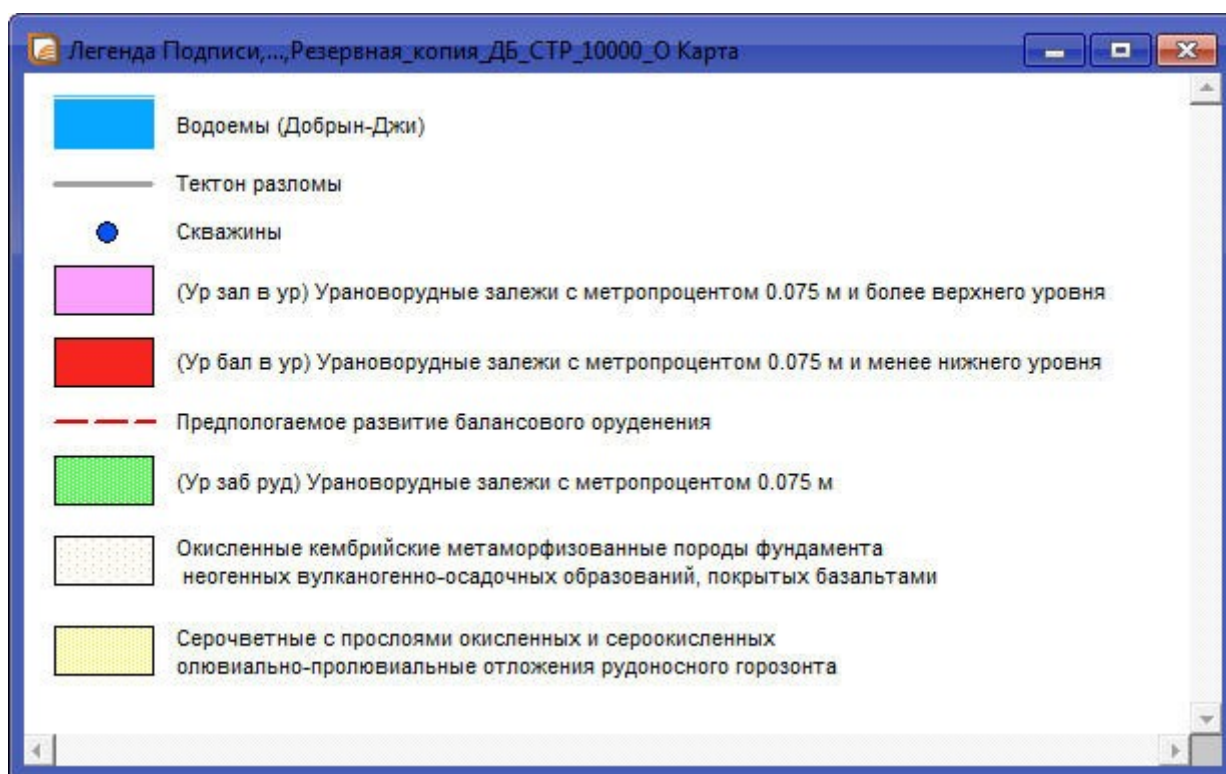 Легенда Подписи,...,Резервная_копия_ДБ_СТР_10000_О Карта
Водоемы (Добрын-Джи)
Тектон разломы
Скважины
(Ур зал в ур) Урановорудные залежи с метропроцентом 0.075 м и более верхнего уровня
(Ур бал в ур) Урановорудные залежи с метропроцентом 0.075 м и менее нижнего уровня
Предпологаемое развитие балансового оруденения
(Ур заб руд) Урановорудные залежи с метропроцентом 0.075 м
Окисленные кембрийские метаморфизованные породы фундамента
неогенных вулканогенно-осадочных образований, покрытых базальтами
Серочветные с прослоями окисленных и сероокисленных
олювиально-пролювиальные отложения рудоносного горозонта